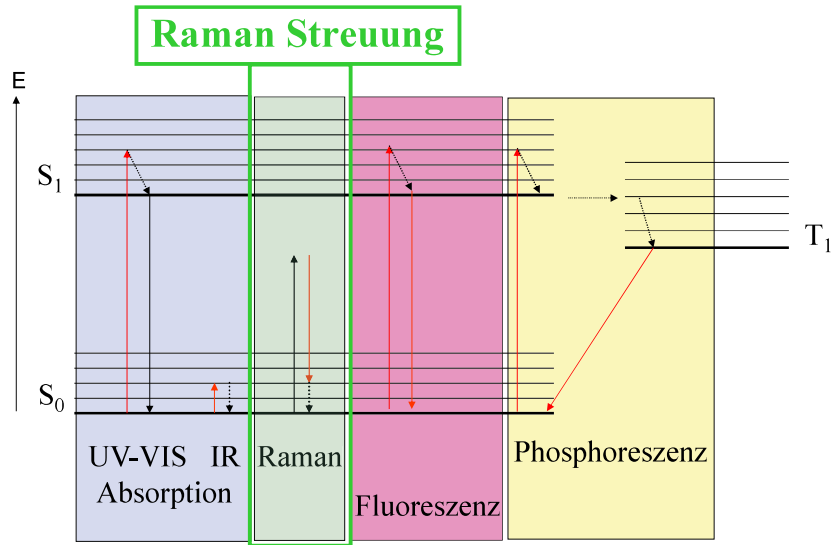 Raman Streuung
E
S1
T1
S0
UV-VIS IR
Absorption
Raman
Fluoreszenz
Phosphoreszenz